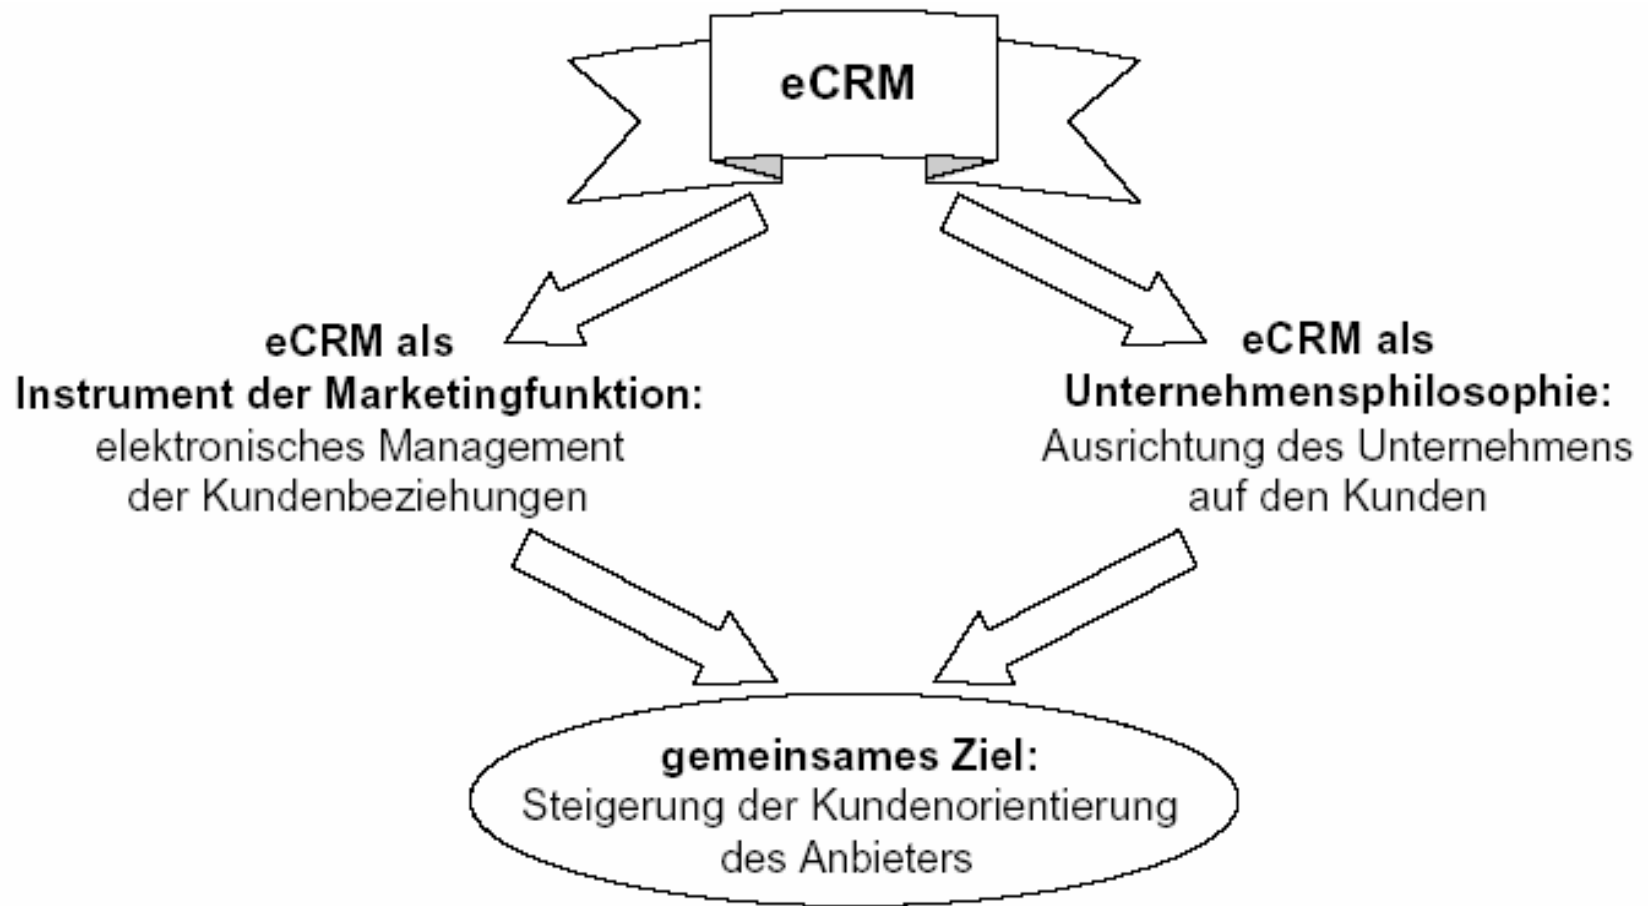 eCRM
eCRM als
Instrument der Marketingfunktion:
elektronisches Management
der Kundenbeziehungen
eCRM als
Unternehmensphilosophie:
Ausrichtung des Unternehmens
auf den Kunden
gemeinsames Ziel:
Steigerung der Kundenorientierung
des Anbieters